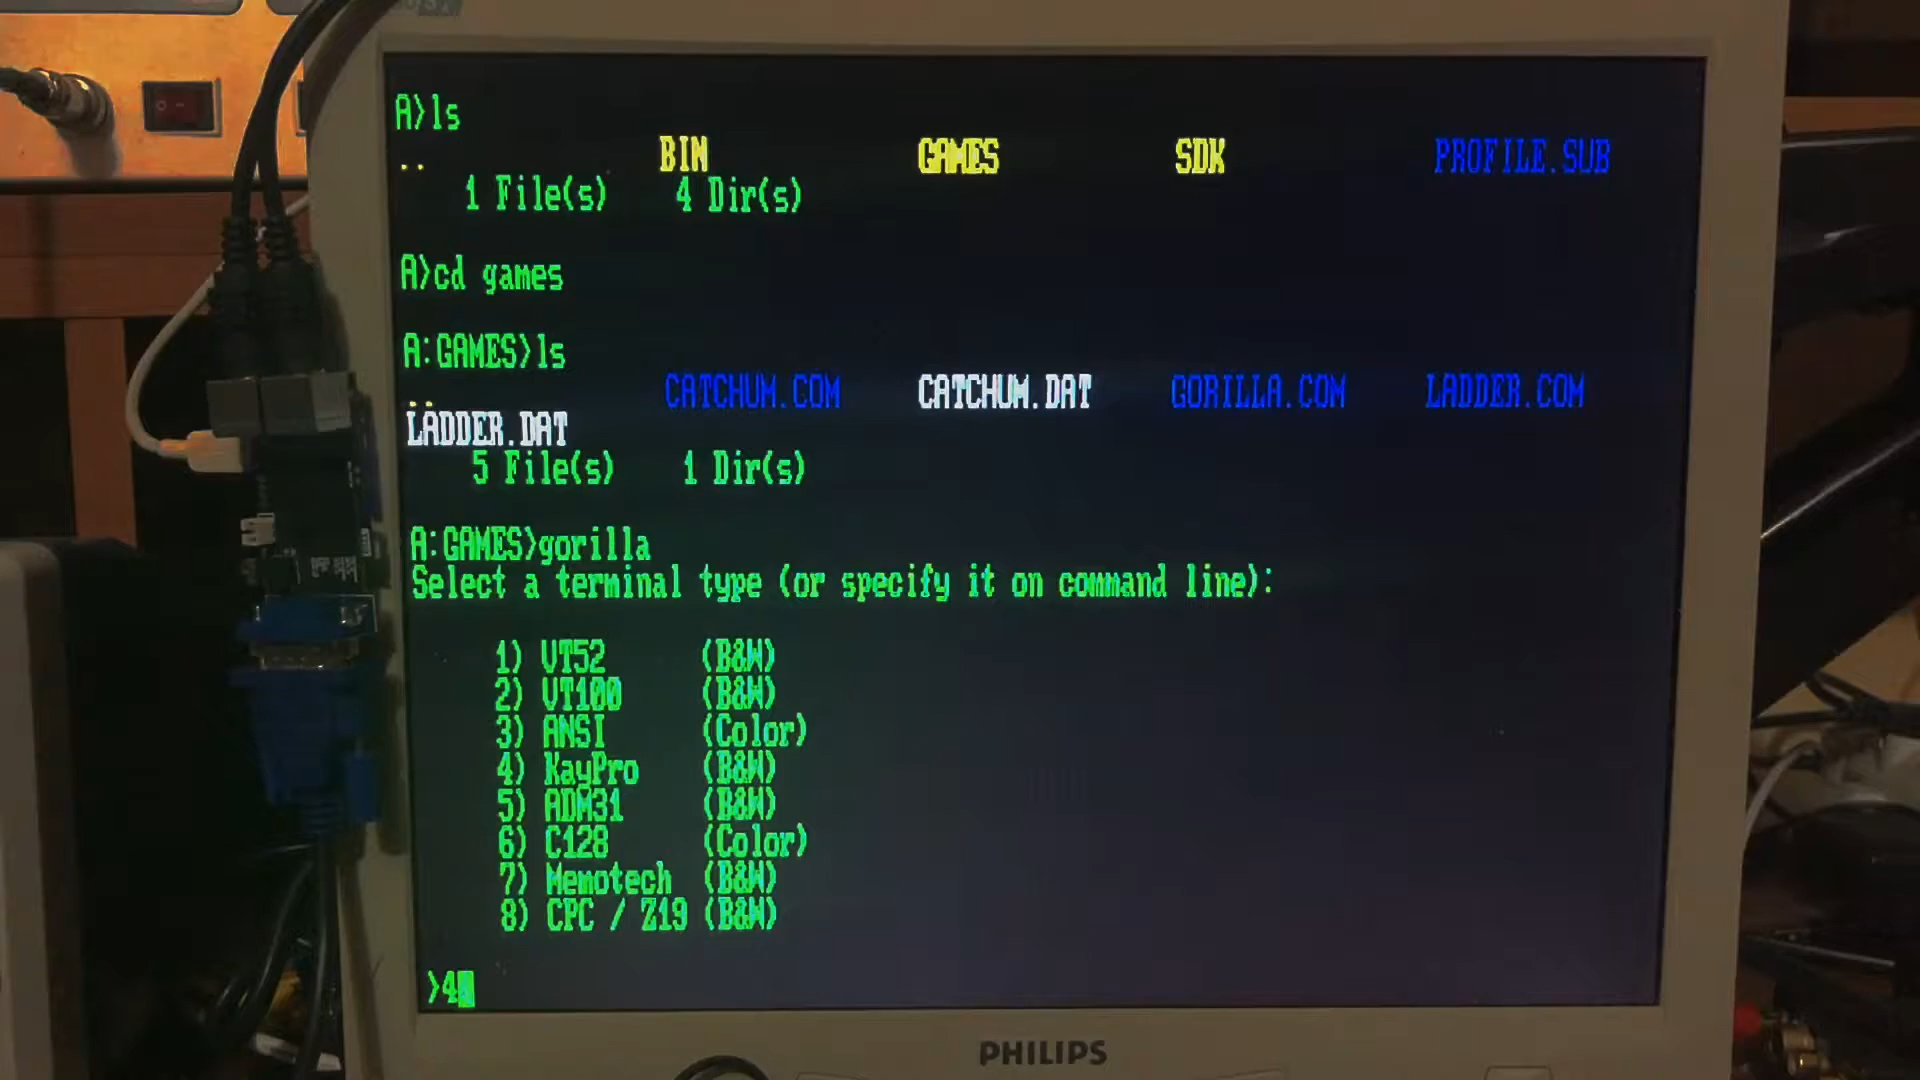 A>ls
.. BIN GAMES SDK PROFILE.SUB
1 File(s) 4 Dir(s)
A>cd games
A:GAMES>ls
.. CATCHUM.COM CATCHUM.DAT GORILLA.COM LADDER.COM
LADDER.DAT
5 File(s) 1 Dir(s)
A:GAMES>gorilla
Select a terminal type (or specify it on command line):
1) VT52 (B&W)
2) VT100 (B&W)
3) ANSI (Color)
4) KayPro (B&W)
5) ADM31 (B&W)
6) C128 (Color)
7) Memotech (B&W)
8) CPC / Z19 (B&W)
>4
PHILIPS